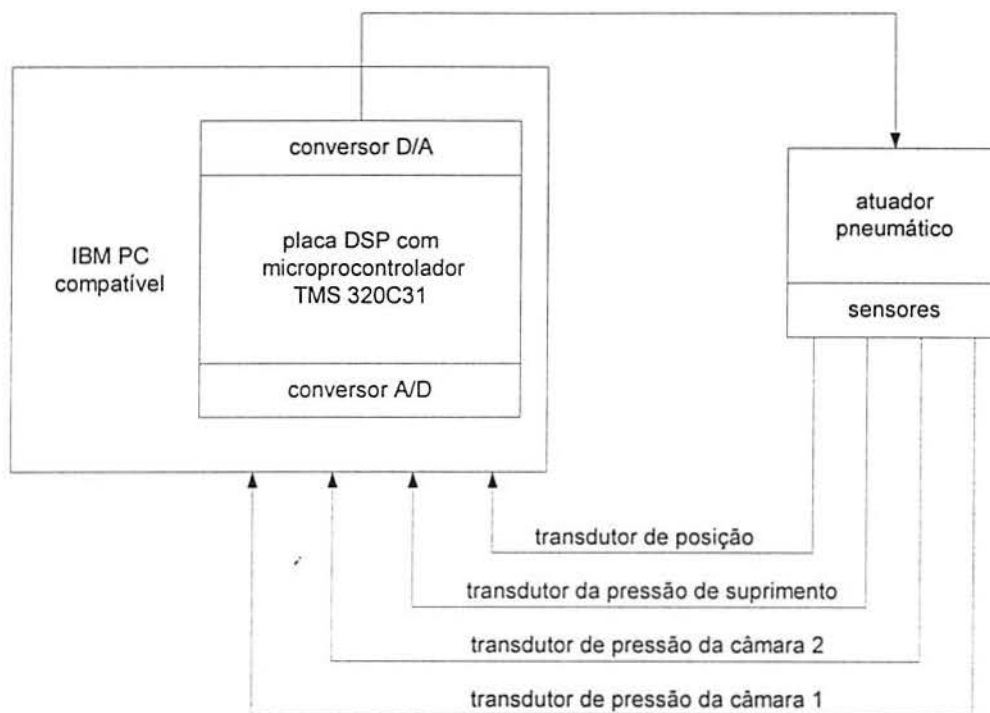 conversor D/A
IBM PC
compatível
placa DSP com
microprocontrolador
TMS 320C31
conversor A/D
atuador
pneumático
sensores
transdutor de posição
transdutor da pressão de suprimento
transdutor de pressão da câmara 2
transdutor de pressão da câmara 1